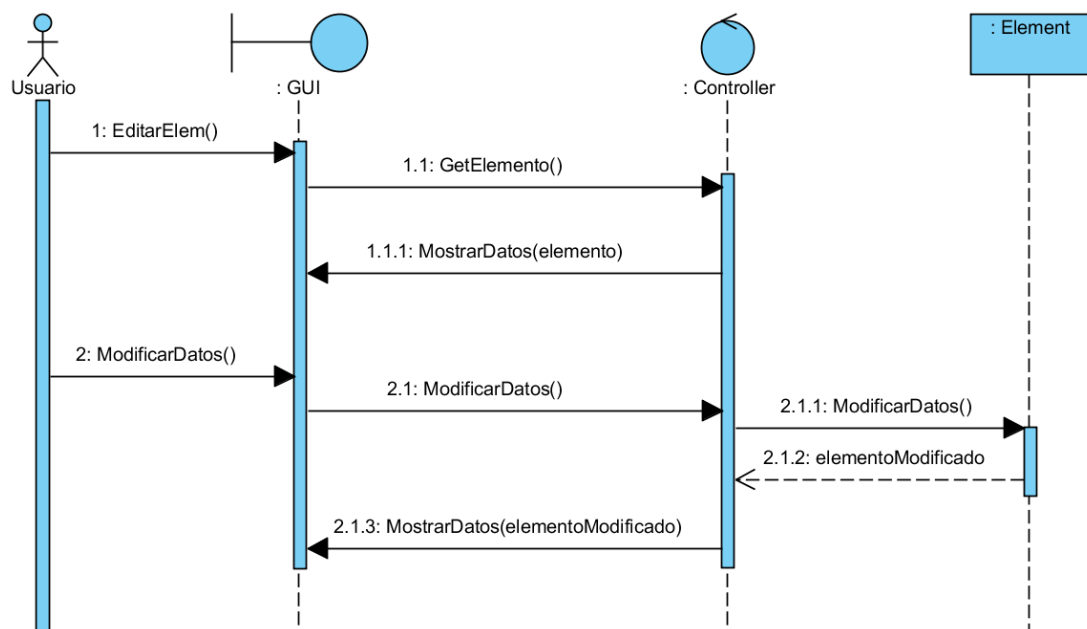 : Element
Usuario
: GUI
: Controller
1: EditarElem()
1.1: GetElemento()
1.1.1: MostrarDatos(elemento)
2: ModificarDatos()
2.1: ModificarDatos()
2.1.1: ModificarDatos()
2.1.2: elementoModificado
2.1.3: MostrarDatos(elementoModificado)